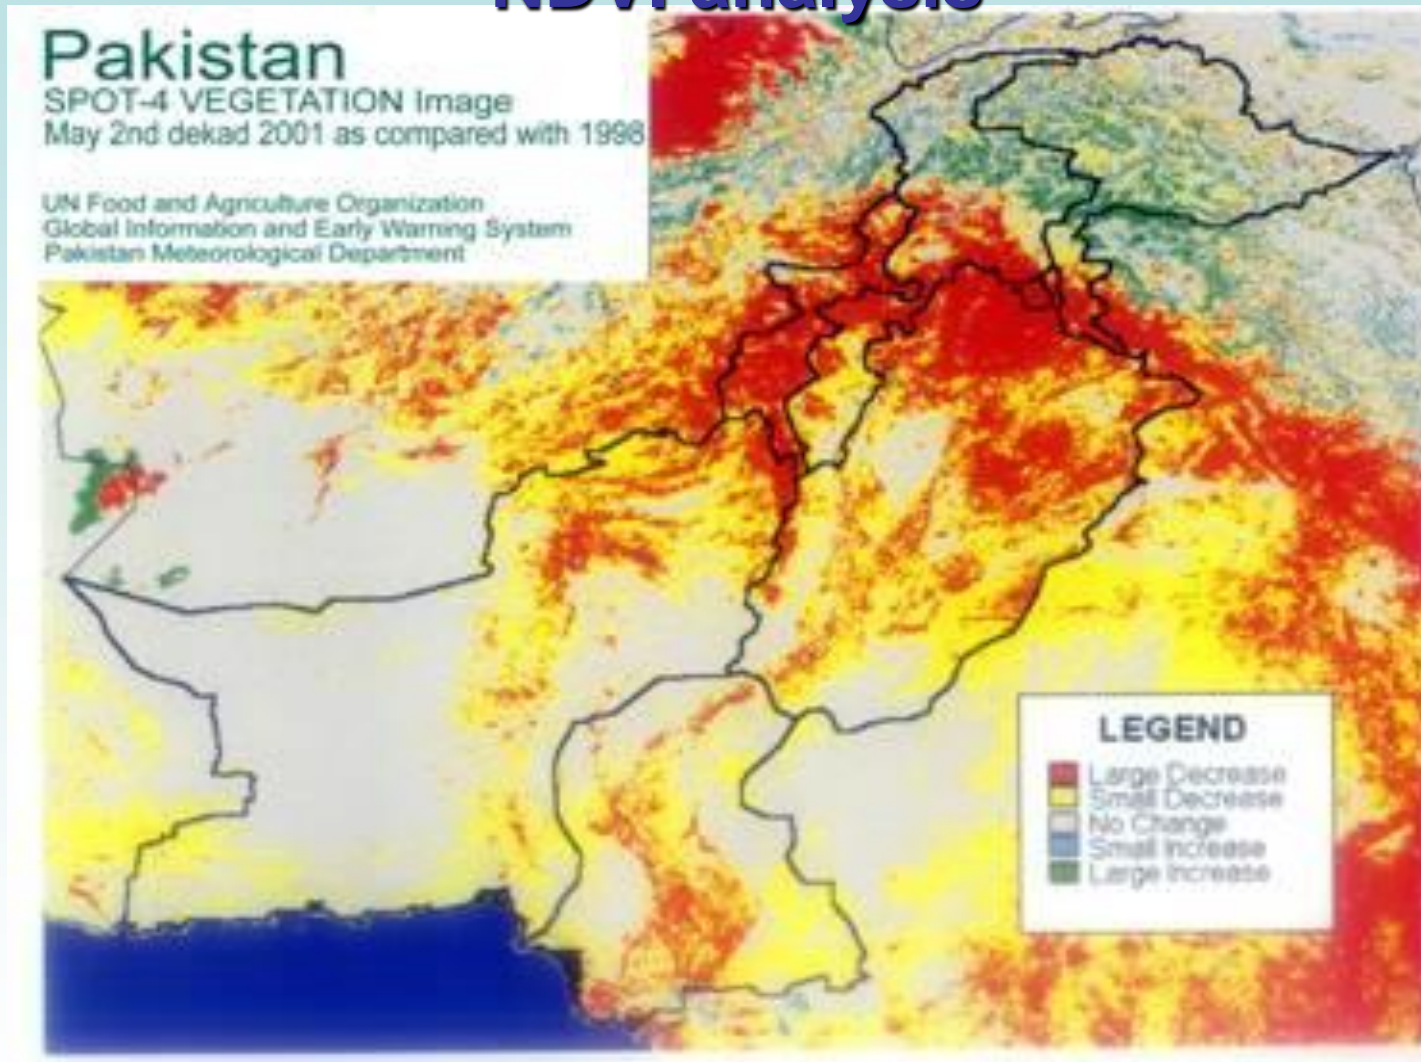 NDVI analysis
Pakistan
SPOT-4 VEGETATION Image
May 2nd dekad 2001 as compared with 1998
UN Food and Agriculture Organization
Global Information and Early Warning System
Pakistan Meteorological Department
LEGEND
Large Decrease
Small Decrease
No Change
Small Increase
Large Increase